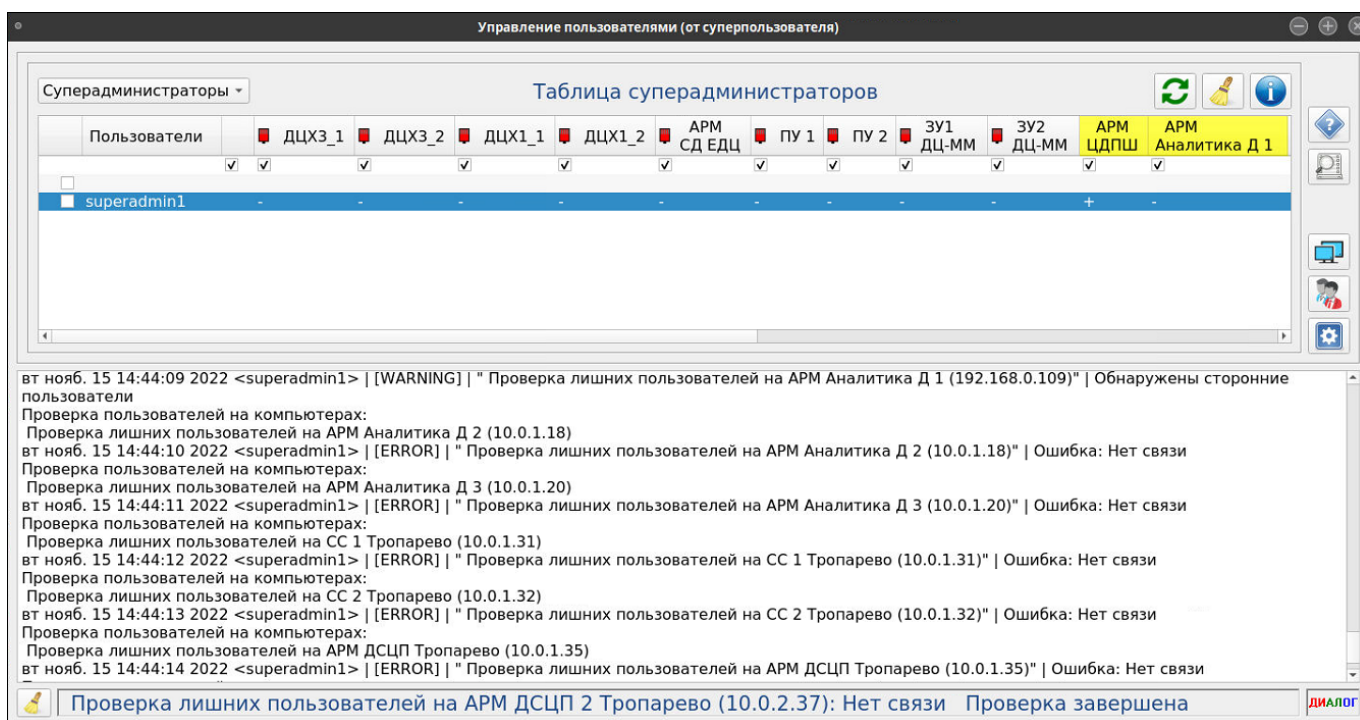 Управление пользователями (от суперпользователя)
Суперадминистраторы
Таблица суперадминистраторов
Пользователи ДЦХ3_1 ДЦХ3_2 ДЦХ1_1 ДЦХ1_2 АРМ СД ЕДЦ ПУ 1 ПУ 2 ЗУ1 ДЦ-ММ ЗУ2 ДЦ-ММ АРМ ЦДПШ АРМ Аналитика Д 1
superadmin1 - - - - - - - - - + -
вт нояб. 15 14:44:09 2022 <superadmin1> | [WARNING] | " Проверка лишних пользователей на АРМ Аналитика Д 1 (192.168.0.109)" | Обнаружены сторонние
пользователи
Проверка пользователей на компьютерах:
Проверка лишних пользователей на АРМ Аналитика Д 2 (10.0.1.18)
вт нояб. 15 14:44:10 2022 <superadmin1> | [ERROR] | " Проверка лишних пользователей на АРМ Аналитика Д 2 (10.0.1.18)" | Ошибка: Нет связи
Проверка пользователей на компьютерах:
Проверка лишних пользователей на АРМ Аналитика Д 3 (10.0.1.20)
вт нояб. 15 14:44:11 2022 <superadmin1> | [ERROR] | " Проверка лишних пользователей на АРМ Аналитика Д 3 (10.0.1.20)" | Ошибка: Нет связи
Проверка пользователей на компьютерах:
Проверка лишних пользователей на СС 1 Тропарево (10.0.1.31)
вт нояб. 15 14:44:12 2022 <superadmin1> | [ERROR] | " Проверка лишних пользователей на СС 1 Тропарево (10.0.1.31)" | Ошибка: Нет связи
Проверка пользователей на компьютерах:
Проверка лишних пользователей на СС 2 Тропарево (10.0.1.32)
вт нояб. 15 14:44:13 2022 <superadmin1> | [ERROR] | " Проверка лишних пользователей на СС 2 Тропарево (10.0.1.32)" | Ошибка: Нет связи
Проверка пользователей на компьютерах:
Проверка лишних пользователей на АРМ ДСЦП Тропарево (10.0.1.35)
вт нояб. 15 14:44:14 2022 <superadmin1> | [ERROR] | " Проверка лишних пользователей на АРМ ДСЦП Тропарево (10.0.1.35)" | Ошибка: Нет связи
Проверка лишних пользователей на АРМ ДСЦП 2 Тропарево (10.0.2.37): Нет связи Проверка завершена
ДИАЛОГ